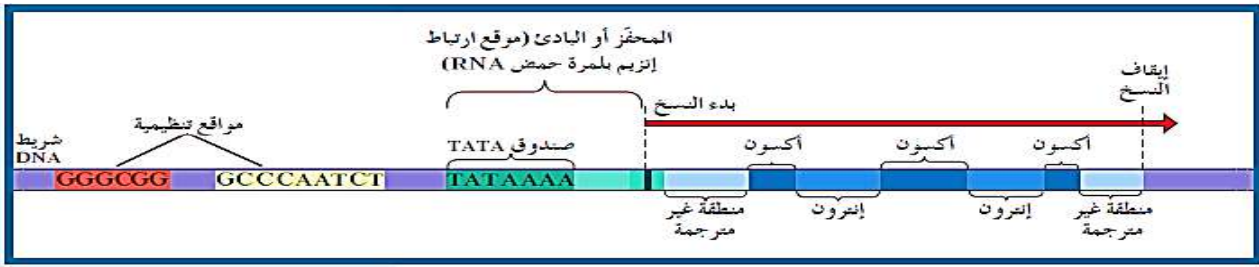 المحفّز أو البادئ (موقع ارتباط
إنزيم بلمرة حمض RNA)
إيقاف
النسخ
بدء النسخ
مواقع تنظيمية
شريط
DNA
صندوق TATA
أكسون
أكسون
أكسون
GGGCGG
GCCCAATCT
TATAAAA
منطقة غير
مترجمة
إنترون
إنترون
منطقة غير
مترجمة